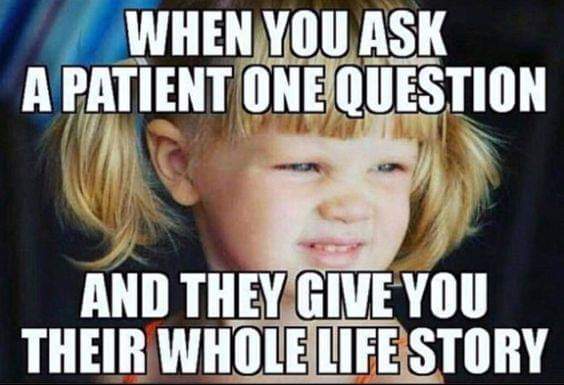 WHEN YOU ASK
A PATIENT ONE QUESTION
AND THEY GIVE YOU
THEIR WHOLE LIFE STORY